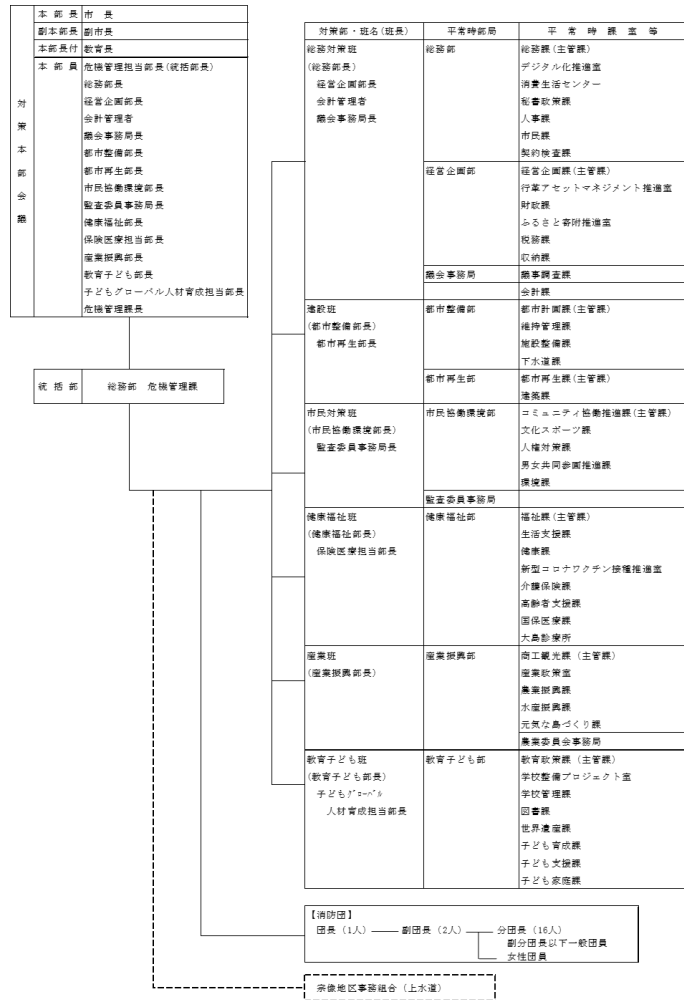 対策本部会議
本部長 市長
副本部長 副市長
本部長付 教育長
本部員 危機管理担当部長(統括部長)
総務部長
経営企画部長
会計管理者
議会事務局長
都市整備部長
都市再生部長
市民協働環境部長
監査委員事務局長
健康福祉部長
保険医療担当部長
産業振興部長
教育子ども部長
子どもグローバル人材育成担当部長
危機管理課長
統括部 総務部 危機管理課
対策部・班名(班長) 平常時部局 平常時課室等
総務対策班 総務部 総務課(主管課)
(総務部長) デジタル化推進室
経営企画部長 消費生活センター
会計管理者 秘書政策課
議会事務局長 人事課
市民課
契約検査課
経営企画部 経営企画課(主管課)
行革アセットマネジメント推進室
財政課
ふるさと寄附推進室
税務課
収納課
議会事務局 議事調査課
会計課
建設班 都市整備部 都市計画課(主管課)
(都市整備部長) 維持管理課
都市再生部長 施設整備課
下水道課
都市再生部 都市再生課(主管課)
建築課
市民対策班 市民協働環境部 コミュニティ協働推進課(主管課)
(市民協働環境部長) 文化スポーツ課
監査委員事務局長 人権対策課
男女共同参画推進課
環境課
監査委員事務局
健康福祉班 健康福祉部 福祉課(主管課)
(健康福祉部長) 生活支援課
保険医療担当部長 健康課
新型コロナワクチン接種推進室
介護保険課
高齢者支援課
国保医療課
大島診療所
産業班 産業振興部 商工観光課(主管課)
(産業振興部長) 産業政策室
農業振興課
水産振興課
元気な島づくり課
農業委員会事務局
教育子ども班 教育子ども部 教育政策課(主管課)
(教育子ども部長) 学校整備プロジェクト室
子どもグローバル 学校管理課
人材育成担当部長 図書課
世界遺産課
子ども育成課
子ども支援課
子ども家庭課
【消防団】
団長(1人) 副団長(2人) 分団長(16人)
副分団長以下一般団員
女性団員
宗像地区事務組合(上水道)